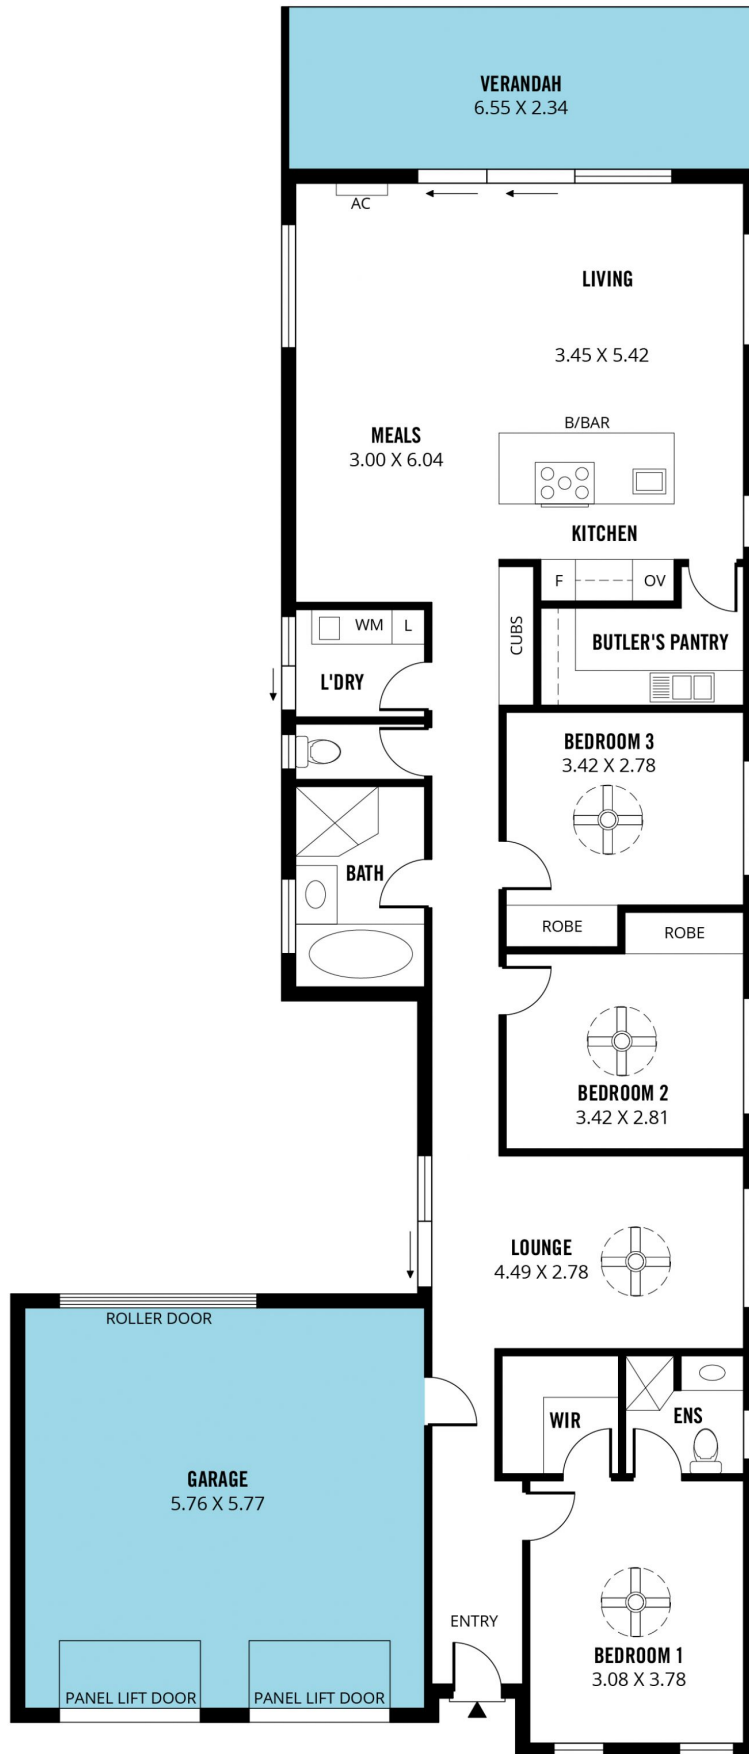 VERANDAH
6.55 X 2.34
AC
LIVING
3.45 X 5.42
B/BAR
MEALS
3.00 X 6.04
KITCHEN
F
OV
WM
L
CUBS
BUTLER'S PANTRY
L'DRY
BEDROOM 3
3.42 X 2.78
BATH
ROBE
ROBE
BEDROOM 2
3.42 X 2.81
LOUNGE
4.49 X 2.78
ROLLER DOOR
WIR
ENS
GARAGE
5.76 X 5.77
ENTRY
BEDROOM 1
3.08 X 3.78
PANEL LIFT DOOR
PANEL LIFT DOOR